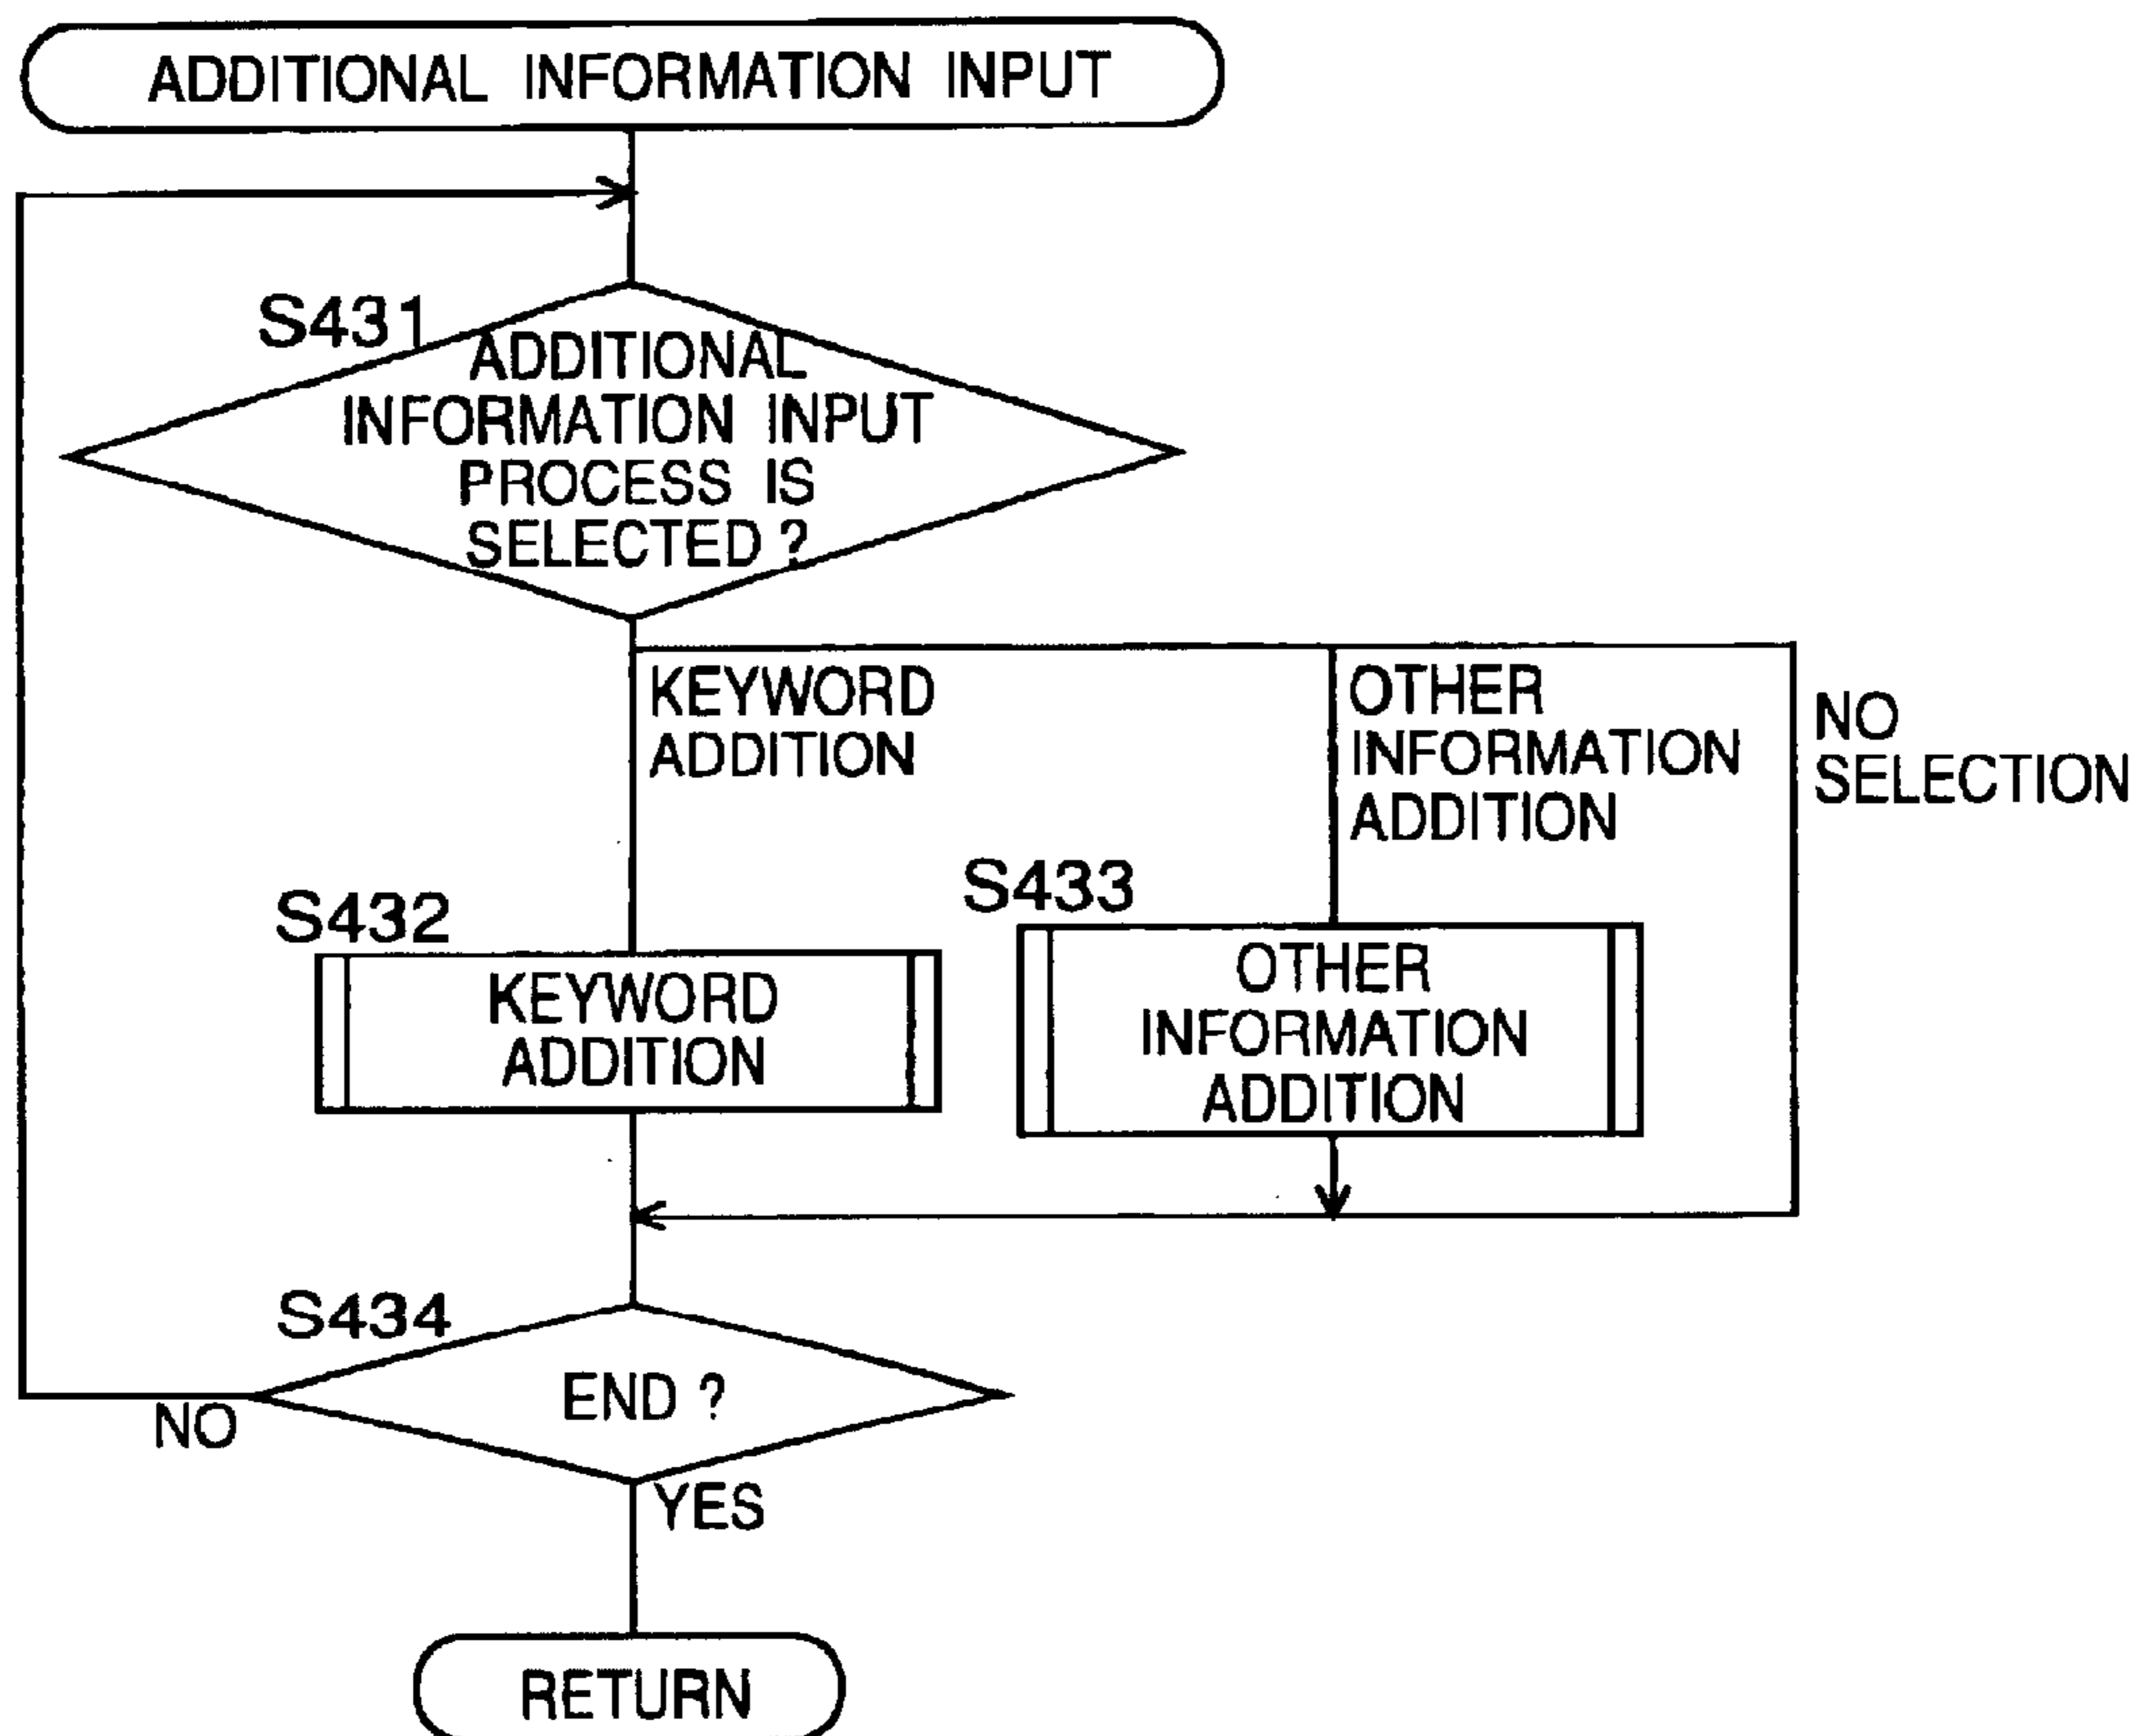 ADDITIONAL INFORMATION INPUT
S431
ADDITIONAL
INFORMATION INPUT
PROCESS IS
SELECTED ?
KEYWORD
ADDITION
OTHER
INFORMATION
ADDITION
NO
SELECTION
S432
KEYWORD
ADDITION
S433
OTHER
INFORMATION
ADDITION
S434
END ?
NO
YES
RETURN